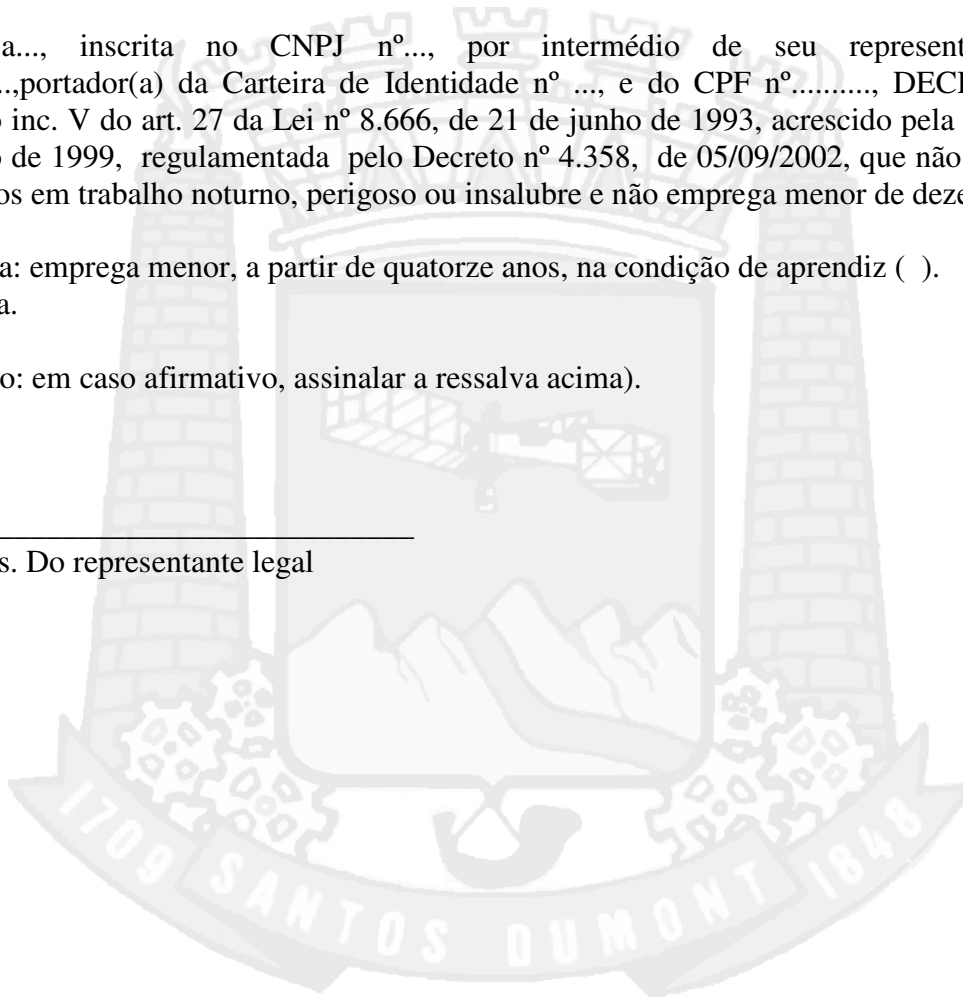 a..., inscrita no CNPJ nº..., por intermédio de seu represent
..,portador(a) da Carteira de Identidade nº ..., e do CPF nº.........., DECI
o inc. V do art. 27 da Lei nº 8.666, de 21 de junho de 1993, acrescido pela
o de 1999, regulamentada pelo Decreto nº 4.358, de 05/09/2002, que não
os em trabalho noturno, perigoso ou insalubre e não emprega menor de deze
a: emprega menor, a partir de quatorze anos, na condição de aprendiz ( ).
a.
o: em caso afirmativo, assinalar a ressalva acima).
s. Do representante legal
1709 SANTOS DUMONT 1848